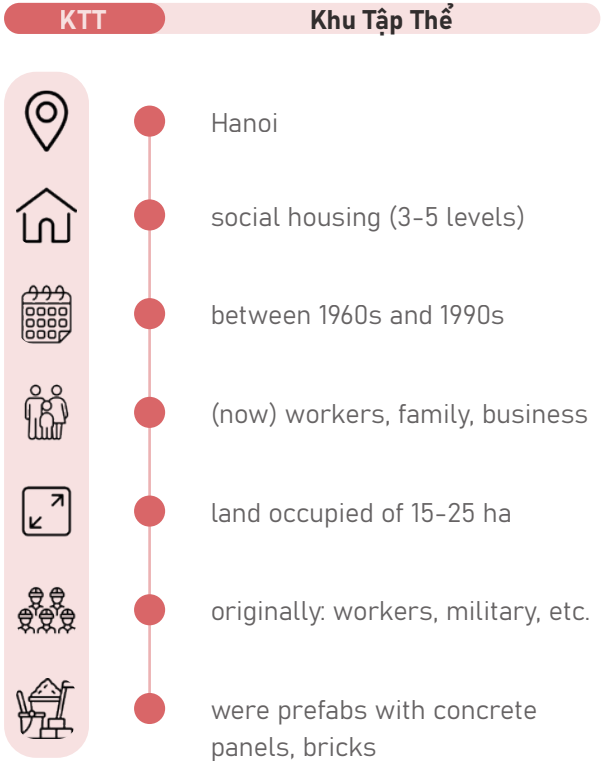 KTT
Khu Tập Thể
Hanoi
social housing (3-5 levels)
between 1960s and 1990s
(now) workers, family, business
land occupied of 15-25 ha
originally: workers, military, etc.
were prefabs with concrete
panels, bricks